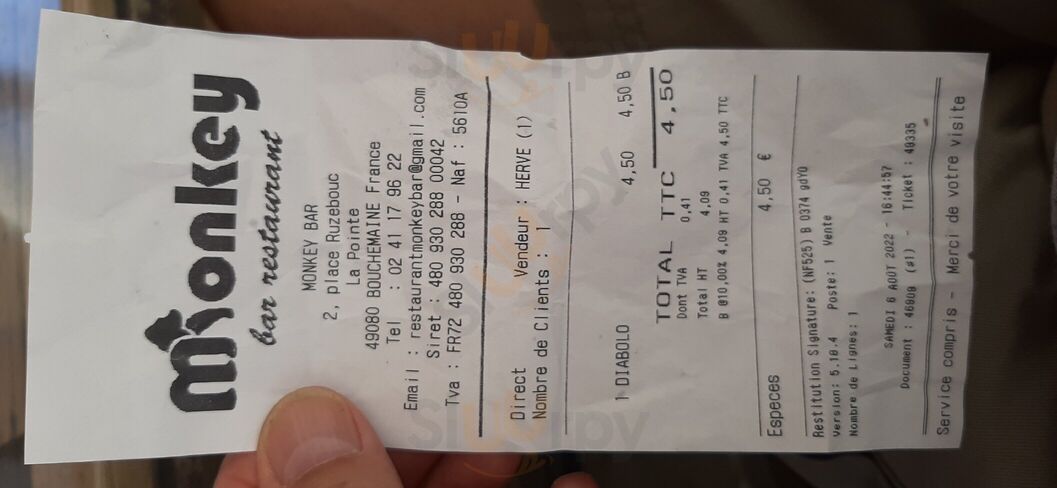 Monkey
bar restaurant
MONKEY BAR
2, place Ruzebouc
La Pointe
49080 BOUCHEMAINE France
Tel : 02 41 17 96 22
Email : restaurantmonkeybar@gmail.com
Siret : 480 930 288 00042
Tva : FR72 480 930 288 - Naf : 5610A
Direct Vendeur : HERVE (1)
Nombre de Clients : 1
1 DIABOLO 4,50 4,50 B
TOTAL TTC 4,50
Dont TVA 0,41
Total HT 4,09
B @10,00% 4,09 HT 0,41 TVA 4,50 TTC
Especes 4,50 €
Restitution Signature: (NF525) B 0374 gdYO
Version: 5.10.4 Poste: 1 Vente
Nombre de Lignes: 1
SAMEDI 6 AOÛT 2022 - 16:44:57
Document : 46909 (#1) - Ticket : 49335
Service compris - Merci de votre visite